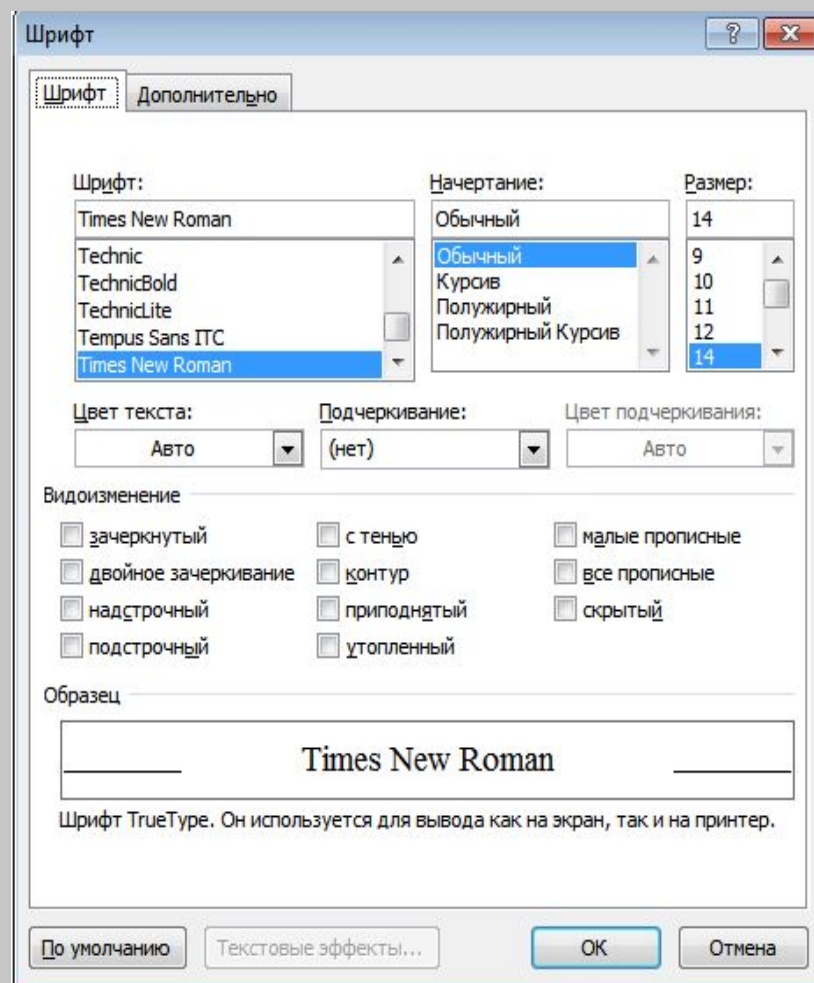 Шрифт
Шрифт Дополнительно
Шрифт: Начертание: Размер:
Times New Roman Обычный 14
Technic Обычный 9
TechnicBold Курсив 10
TechnicLite Полужирный 11
Tempus Sans ITC Полужирный Курсив 12
Times New Roman 14
Цвет текста: Подчеркивание: Цвет подчеркивания:
Авто (нет) Авто
Видоизменение
зачеркнутый с тенью малые прописные
двойное зачеркивание контур все прописные
надстрочный приподнятый скрытый
подстрочный утопленный
Образец
Times New Roman
Шрифт TrueType. Он используется для вывода как на экран, так и на принтер.
По умолчанию Текстовые эффекты... ОК Отмена